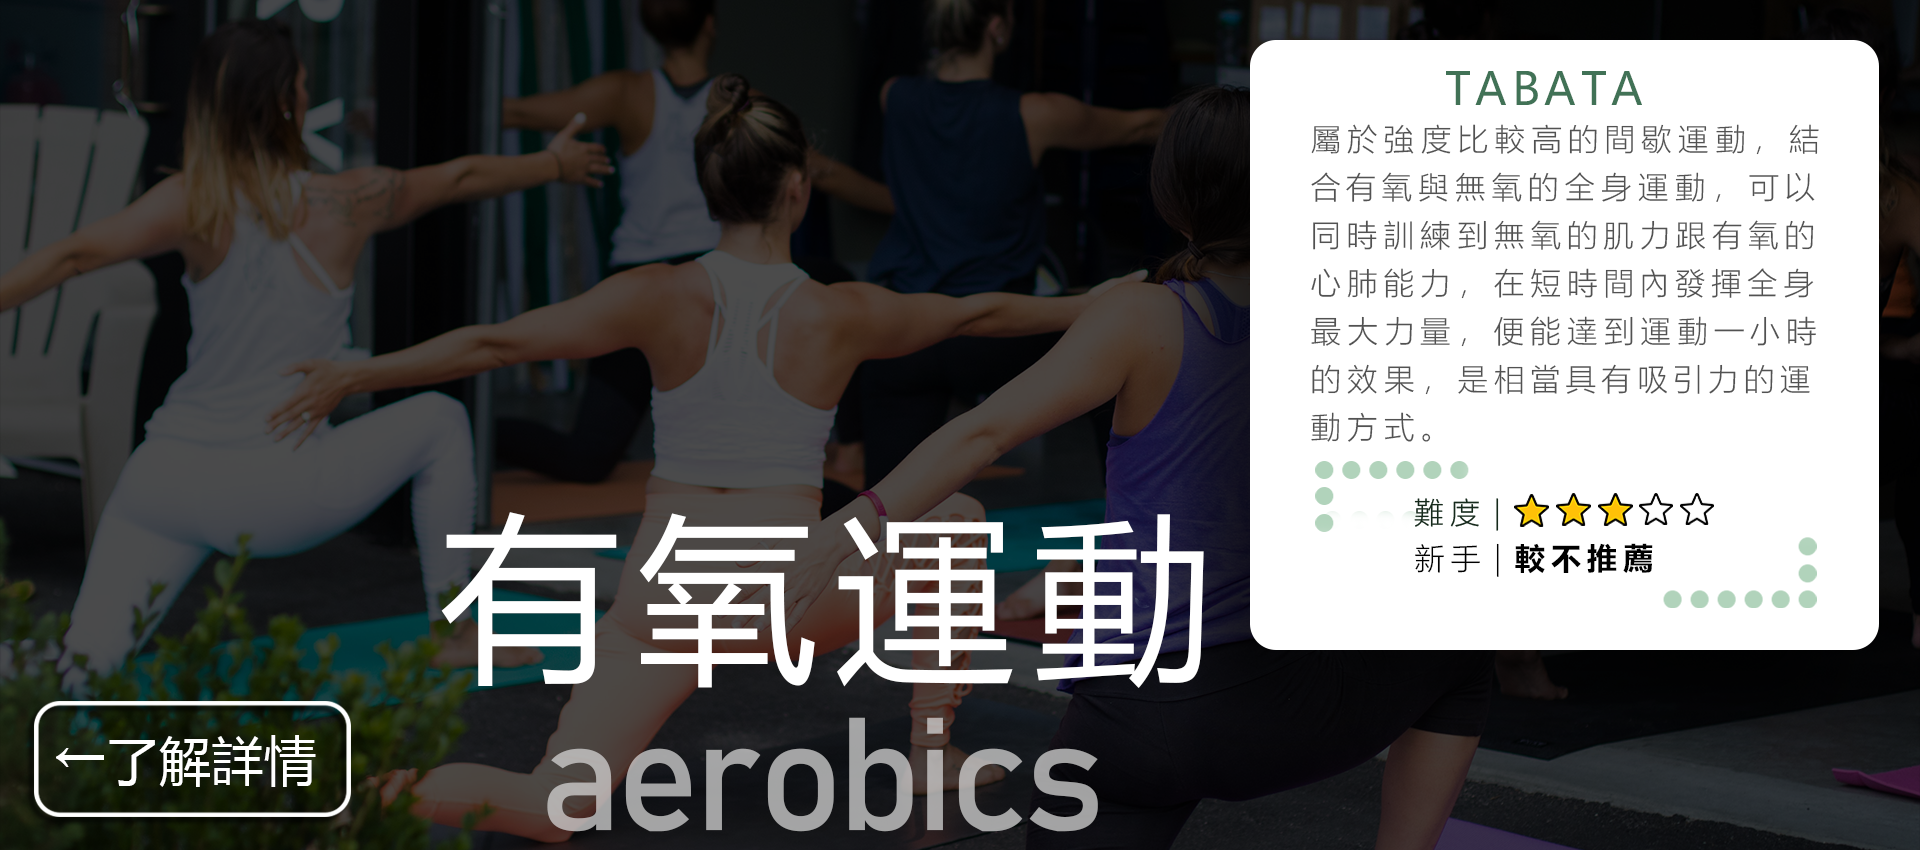 TABATA
屬於強度比較高的間歇運動，結
合有氧與無氧的全身運動，可以
同時訓練到無氧的肌力跟有氧的
心肺能力，在短時間內發揮全身
最大力量，便能達到運動一小時
的效果，是相當具有吸引力的運
動方式。
難度｜★★★☆☆
新手｜較不推薦
有氧運動
aerobics
←了解詳情